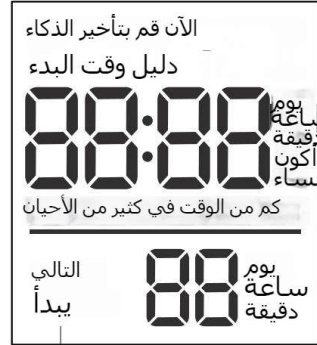 الآن قم بتأخير الذكاء
دليل وقت البدء
88:88
يوم
ساعة
دقيقة
أكون
مساء
كم من الوقت في كثير من الأحيان
التالي
يبدأ
88
يوم
ساعة
دقيقة